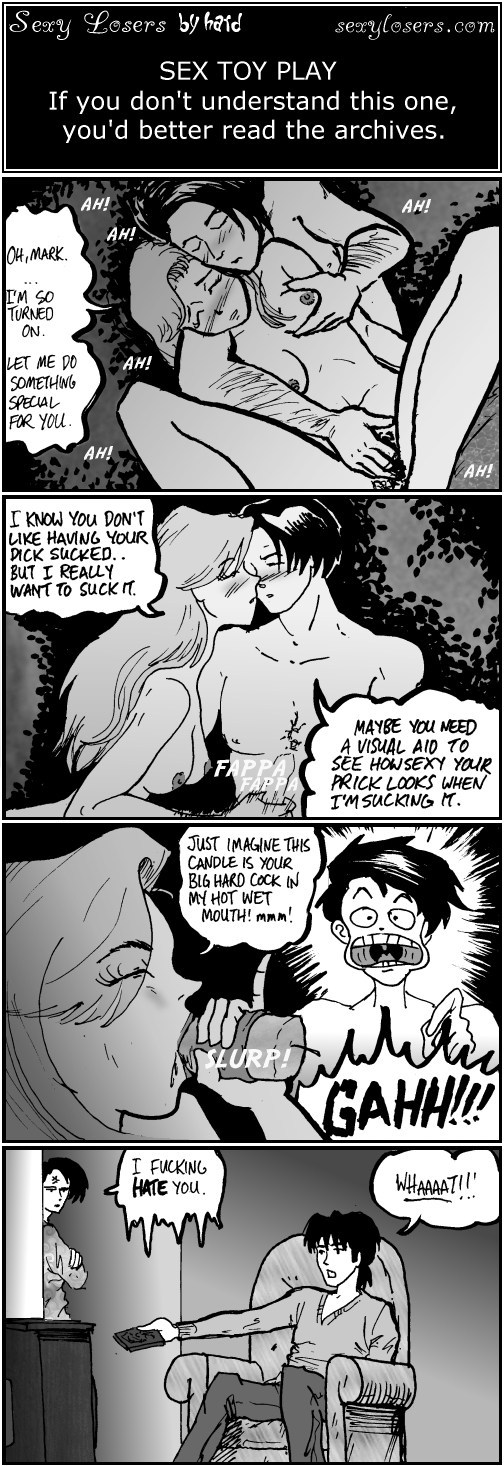 Sexy Losers by hard
sexylosers.com
SEX TOY PLAY
If you don't understand this one,
you'd better read the archives.
AH!
AH!
AH!
OH, MARK.
...
I'M SO
TURNED
ON.
LET ME DO
SOMETHING
SPECIAL
FOR YOU.
AH!
AH!
AH!
I KNOW YOU DON'T
LIKE HAVING YOUR
DICK SUCKED..
BUT I REALLY
WANT TO SUCK IT.
FAPPA
FAPPA
MAYBE YOU NEED
A VISUAL AID TO
SEE HOW SEXY YOUR
PRICK LOOKS WHEN
I'M SUCKING IT.
JUST IMAGINE THIS
CANDLE IS YOUR
BIG HARD COCK IN
MY HOT WET
MOUTH! mmm!
SLURP!
GAHH!!!
I FUCKING
HATE YOU.
WHAAAAT!!!